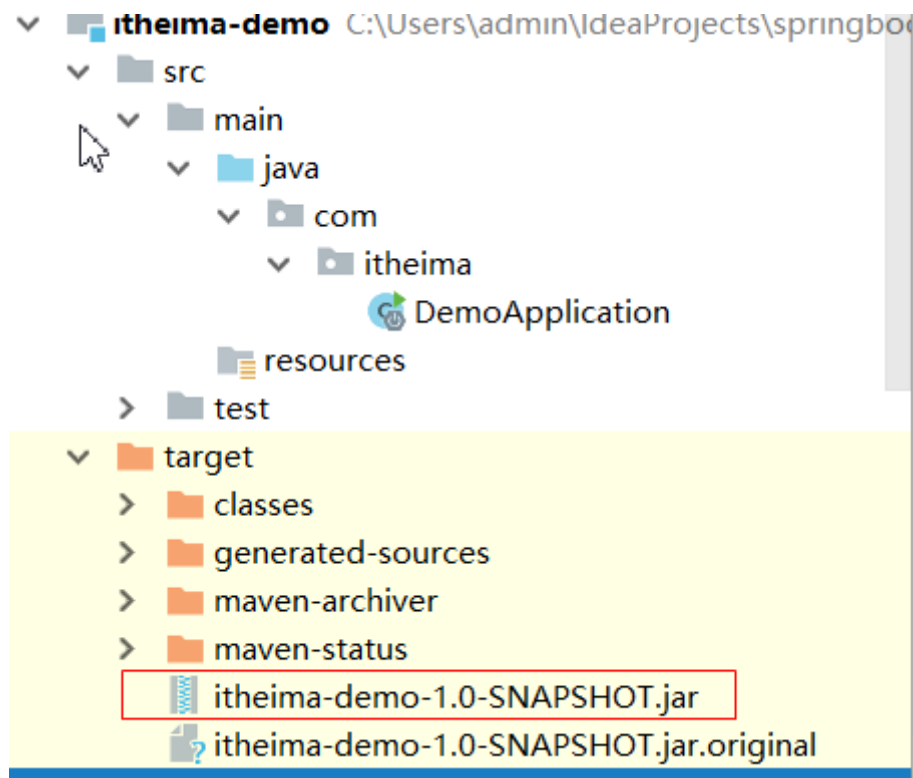 itheima-demo C:\Users\admin\IdeaProjects\springboo
src
main
java
com
itheima
DemoApplication
resources
test
target
classes
generated-sources
maven-archiver
maven-status
itheima-demo-1.0-SNAPSHOT.jar
itheima-demo-1.0-SNAPSHOT.jar.original